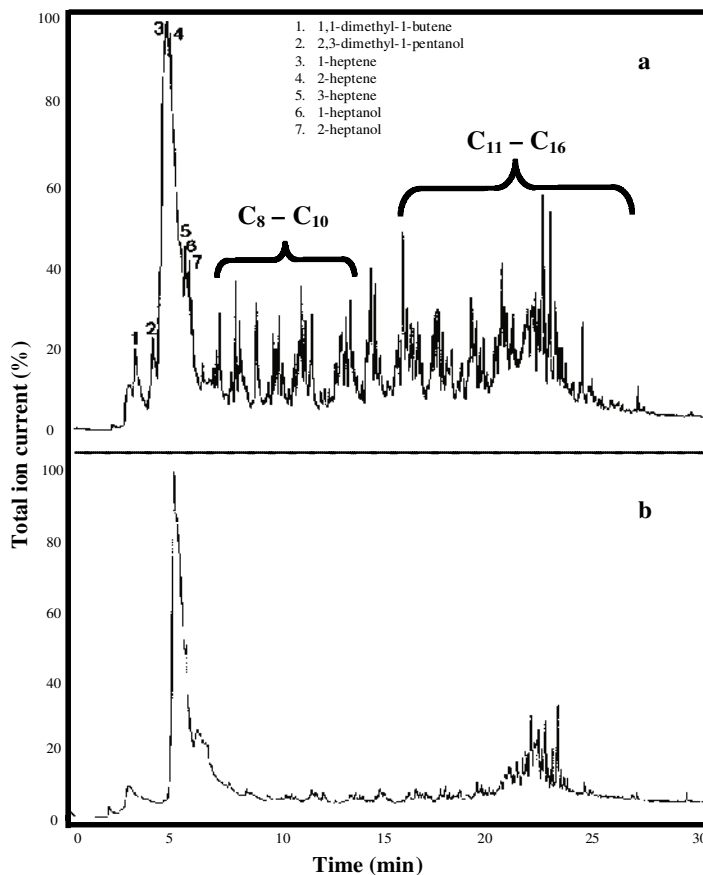 100
80
60
40
20
0
3 4
5
6
7
1 2
1. 1,1-dimethyl-1-butene
2. 2,3-dimethyl-1-pentanol
3. 1-heptene
4. 2-heptene
5. 3-heptene
6. 1-heptanol
7. 2-heptanol
a
C8 – C10
C11 – C16
Total ion current (%)
b
100
80
60
40
20
0
0 5 10 15 20 25 30
Time (min)